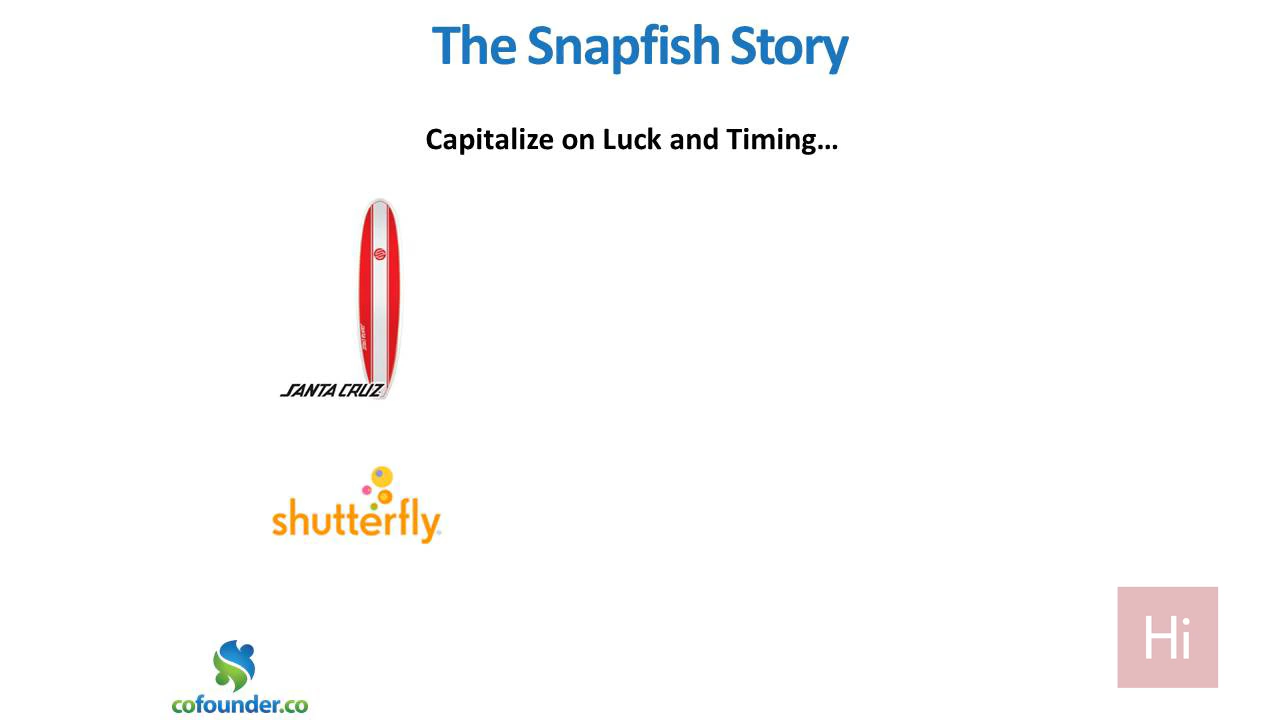 The Snapfish Story
Capitalize on Luck and Timing...
SANTA CRUZ
shutterfly
Hi
cofounder.co